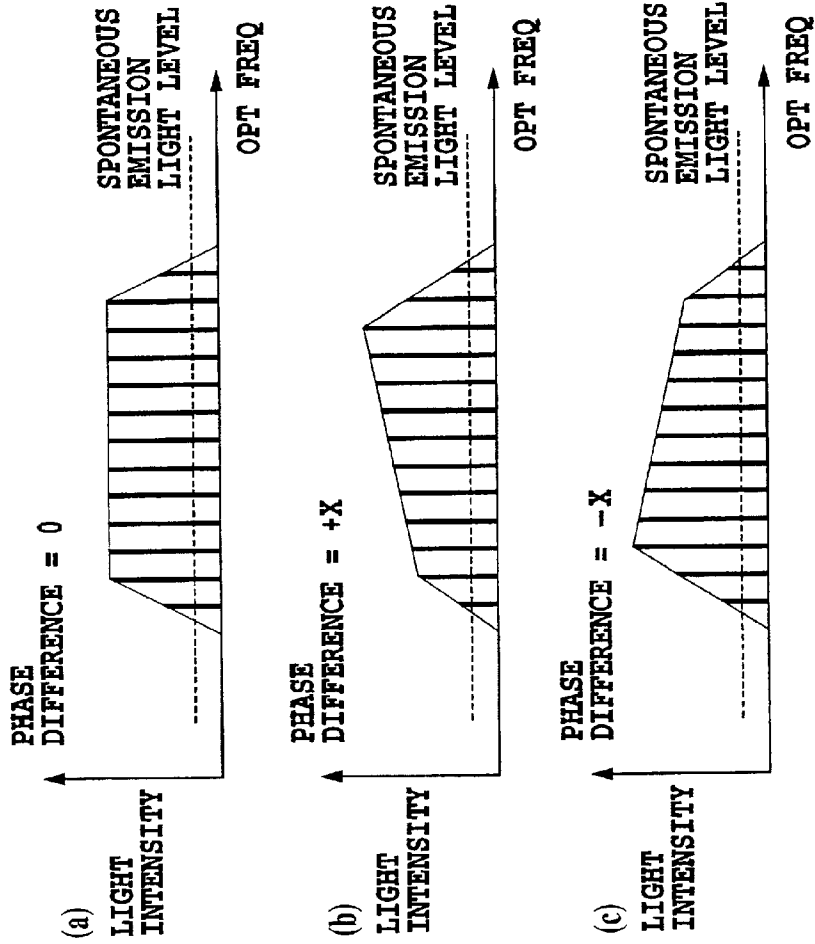 (a)
PHASE
DIFFERENCE = 0
LIGHT
INTENSITY
SPONTANEOUS
EMISSION
LIGHT LEVEL
OPT FREQ
(b)
PHASE
DIFFERENCE = +X
LIGHT
INTENSITY
SPONTANEOUS
EMISSION
LIGHT LEVEL
OPT FREQ
(c)
PHASE
DIFFERENCE = -X
LIGHT
INTENSITY
SPONTANEOUS
EMISSION
LIGHT LEVEL
OPT FREQ